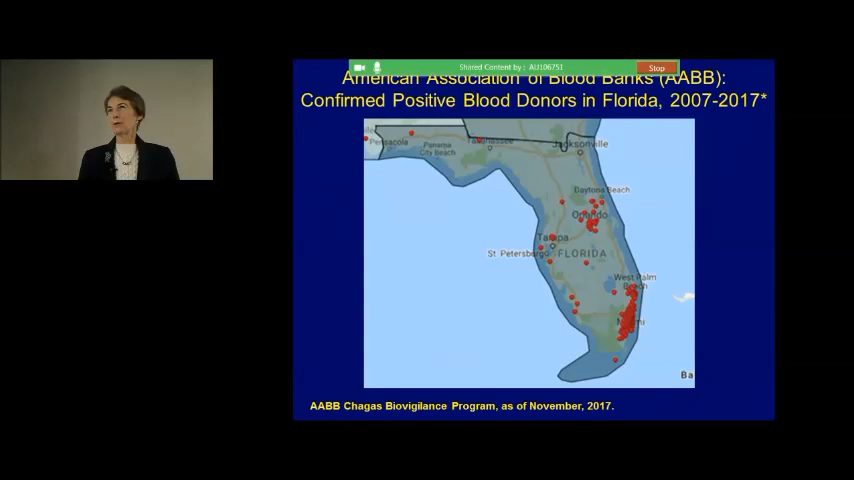 Shared Content by : AU106751
Stop
American Association of Blood Banks (AABB):
Confirmed Positive Blood Donors in Florida, 2007-2017*
Pensacola
Panama
City Beach
Tallahassee
Jacksonville
Daytona Beach
Orlando
Tampa
St Petersburg
FLORIDA
West Palm
Beach
Miami
Ba
AABB Chagas Biovigilance Program, as of November, 2017.